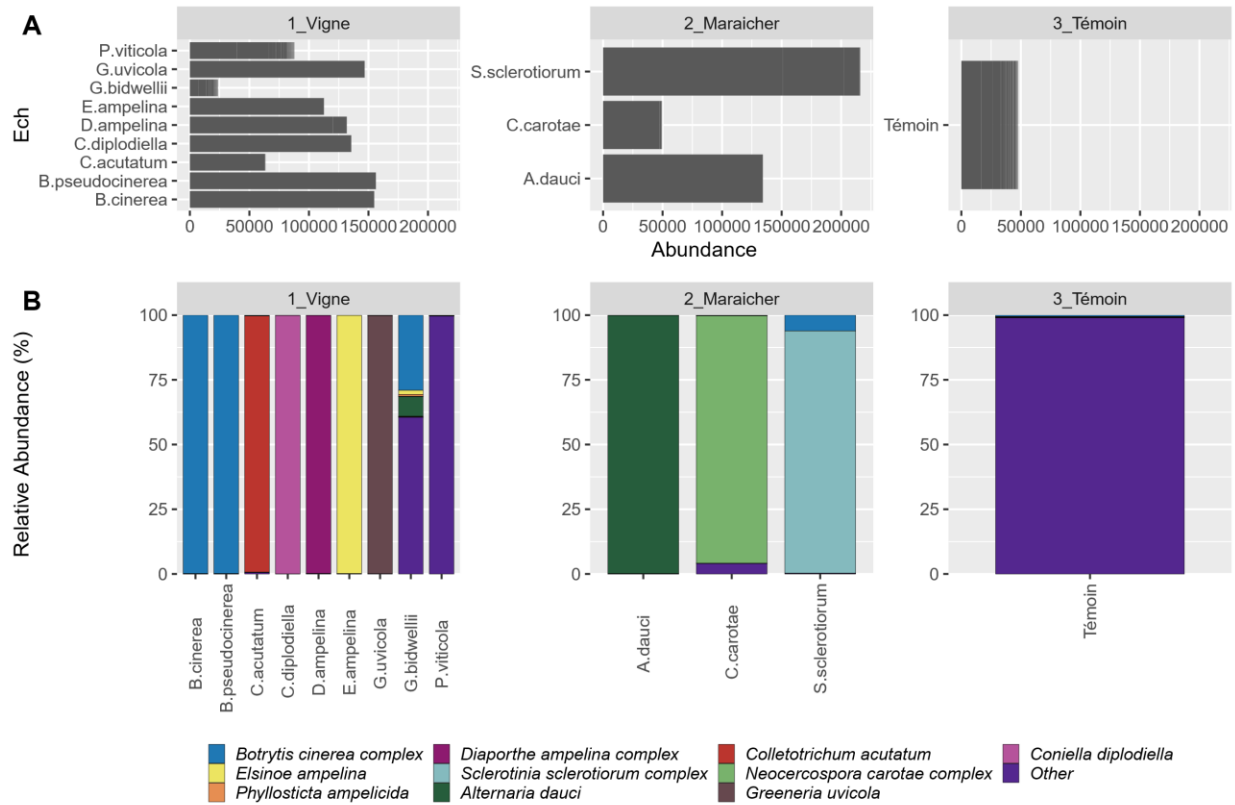 A
1_Vigne
2_Maraicher
3_Témoin
Ech
P.viticola
G.uvicola
G.bidwellii
E.ampelina
D.ampelina
C.diplodiella
C.acutatum
B.pseudocinerea
B.cinerea
0 50000 100000 150000 200000
S.sclerotiorum
C.carotae
A.dauci
0 50000 100000 150000 200000
Témoin
0 50000 100000 150000 200000
Abundance
B
1_Vigne
2_Maraicher
3_Témoin
Relative Abundance (%)
100
75
50
25
0
B.cinerea
B.pseudocinerea
C.acutatum
C.diplodiella
D.ampelina
E.ampelina
G.uvicola
G.bidwellii
P.viticola
100
75
50
25
0
A.dauci
C.carotae
S.sclerotiorum
100
75
50
25
0
Témoin
Botrytis cinerea complex Diaporthe ampelina complex Colletotrichum acutatum Coniella diplodiella
Elsinoe ampelina Sclerotinia sclerotiorum complex Neocercospora carotae complex Other
Phyllosticta ampelicida Alternaria dauci Greeneria uvicola